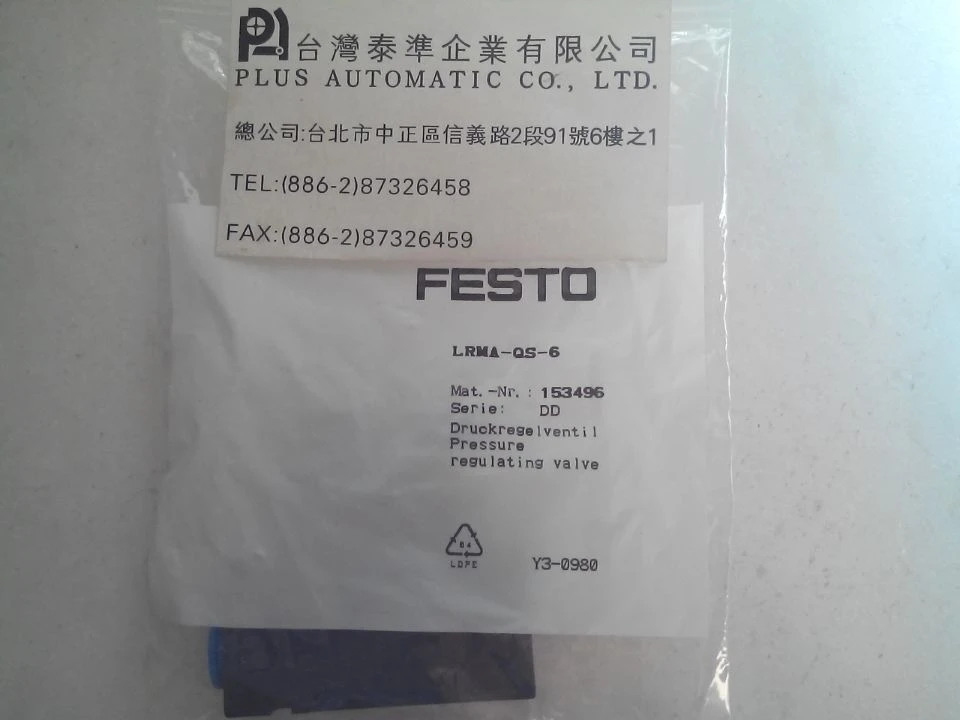 台灣泰準企業有限公司
PLUS AUTOMATIC CO., LTD.
總公司:台北市中正區信義路2段91號6樓之1
TEL:(886-2)87326458
FAX:(886-2)87326459
FESTO
LRMA-QS-6
Mat.-Nr.: 153496
Serie: DD
Druckregelventil
Pressure
regulating valve
04
LDPE
Y3-0980